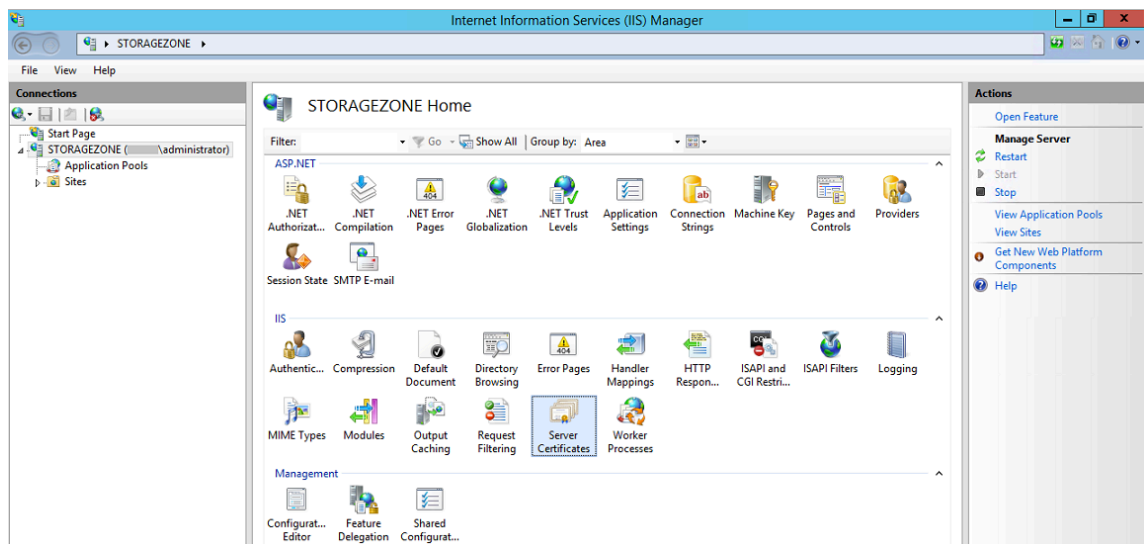 Internet Information Services (IIS) Manager
STORAGEZONE
File View Help
Connections
Start Page
STORAGEZONE ( \administrator)
Application Pools
Sites
STORAGEZONE Home
Filter: Go Show All Group by: Area
ASP.NET
.NET Authorizat...
.NET Compilation
.NET Error Pages
.NET Globalization
.NET Trust Levels
Application Settings
Connection Strings
Machine Key
Pages and Controls
Providers
Session State
SMTP E-mail
IIS
Authentic...
Compression
Default Document
Directory Browsing
Error Pages
Handler Mappings
HTTP Respon...
ISAPI and CGI Restri...
ISAPI Filters
Logging
MIME Types
Modules
Output Caching
Request Filtering
Server Certificates
Worker Processes
Management
Configurat... Editor
Feature Delegation
Shared Configurat...
Actions
Open Feature
Manage Server
Restart
Start
Stop
View Application Pools
View Sites
Get New Web Platform
Components
Help